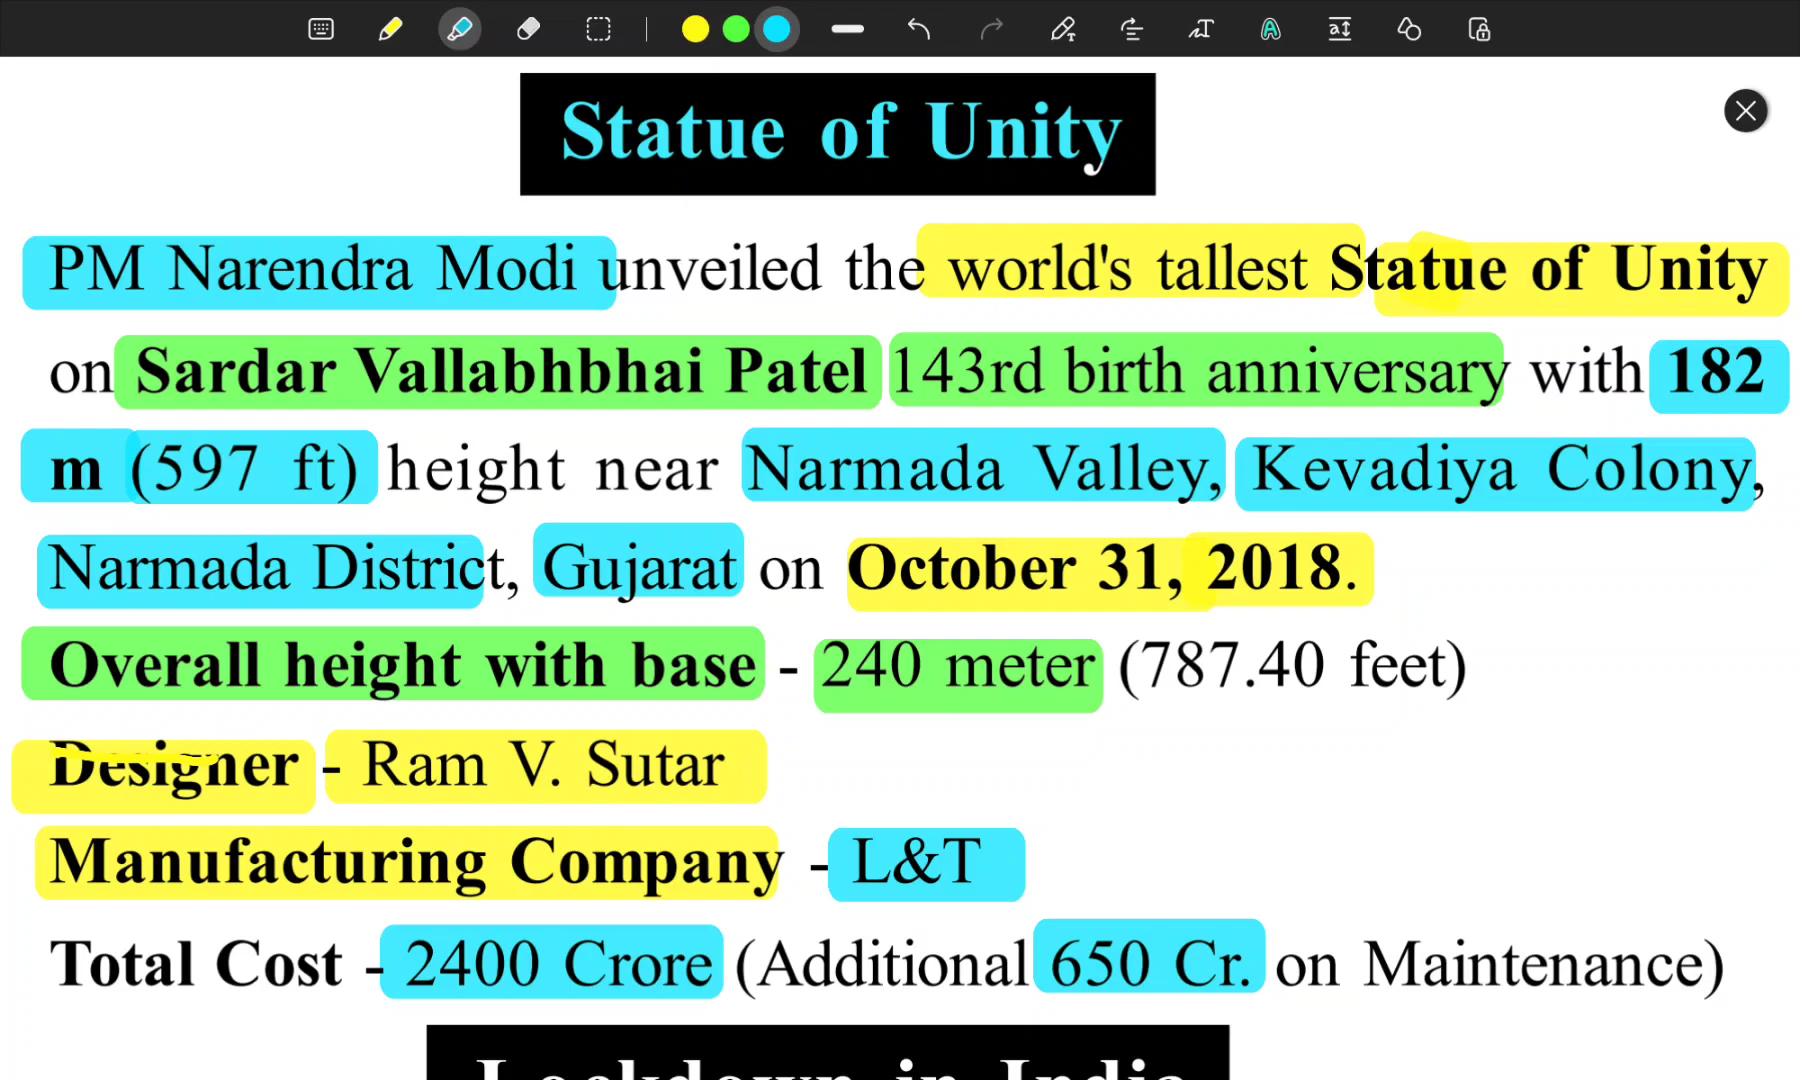 Statue of Unity
PM Narendra Modi unveiled the world's tallest Statue of Unity
on Sardar Vallabhbhai Patel 143rd birth anniversary with 182
m (597 ft) height near Narmada Valley, Kevadiya Colony,
Narmada District, Gujarat on October 31, 2018.
Overall height with base - 240 meter (787.40 feet)
Designer - Ram V. Sutar
Manufacturing Company - L&T
Total Cost - 2400 Crore (Additional 650 Cr. on Maintenance)
Lockdown in India